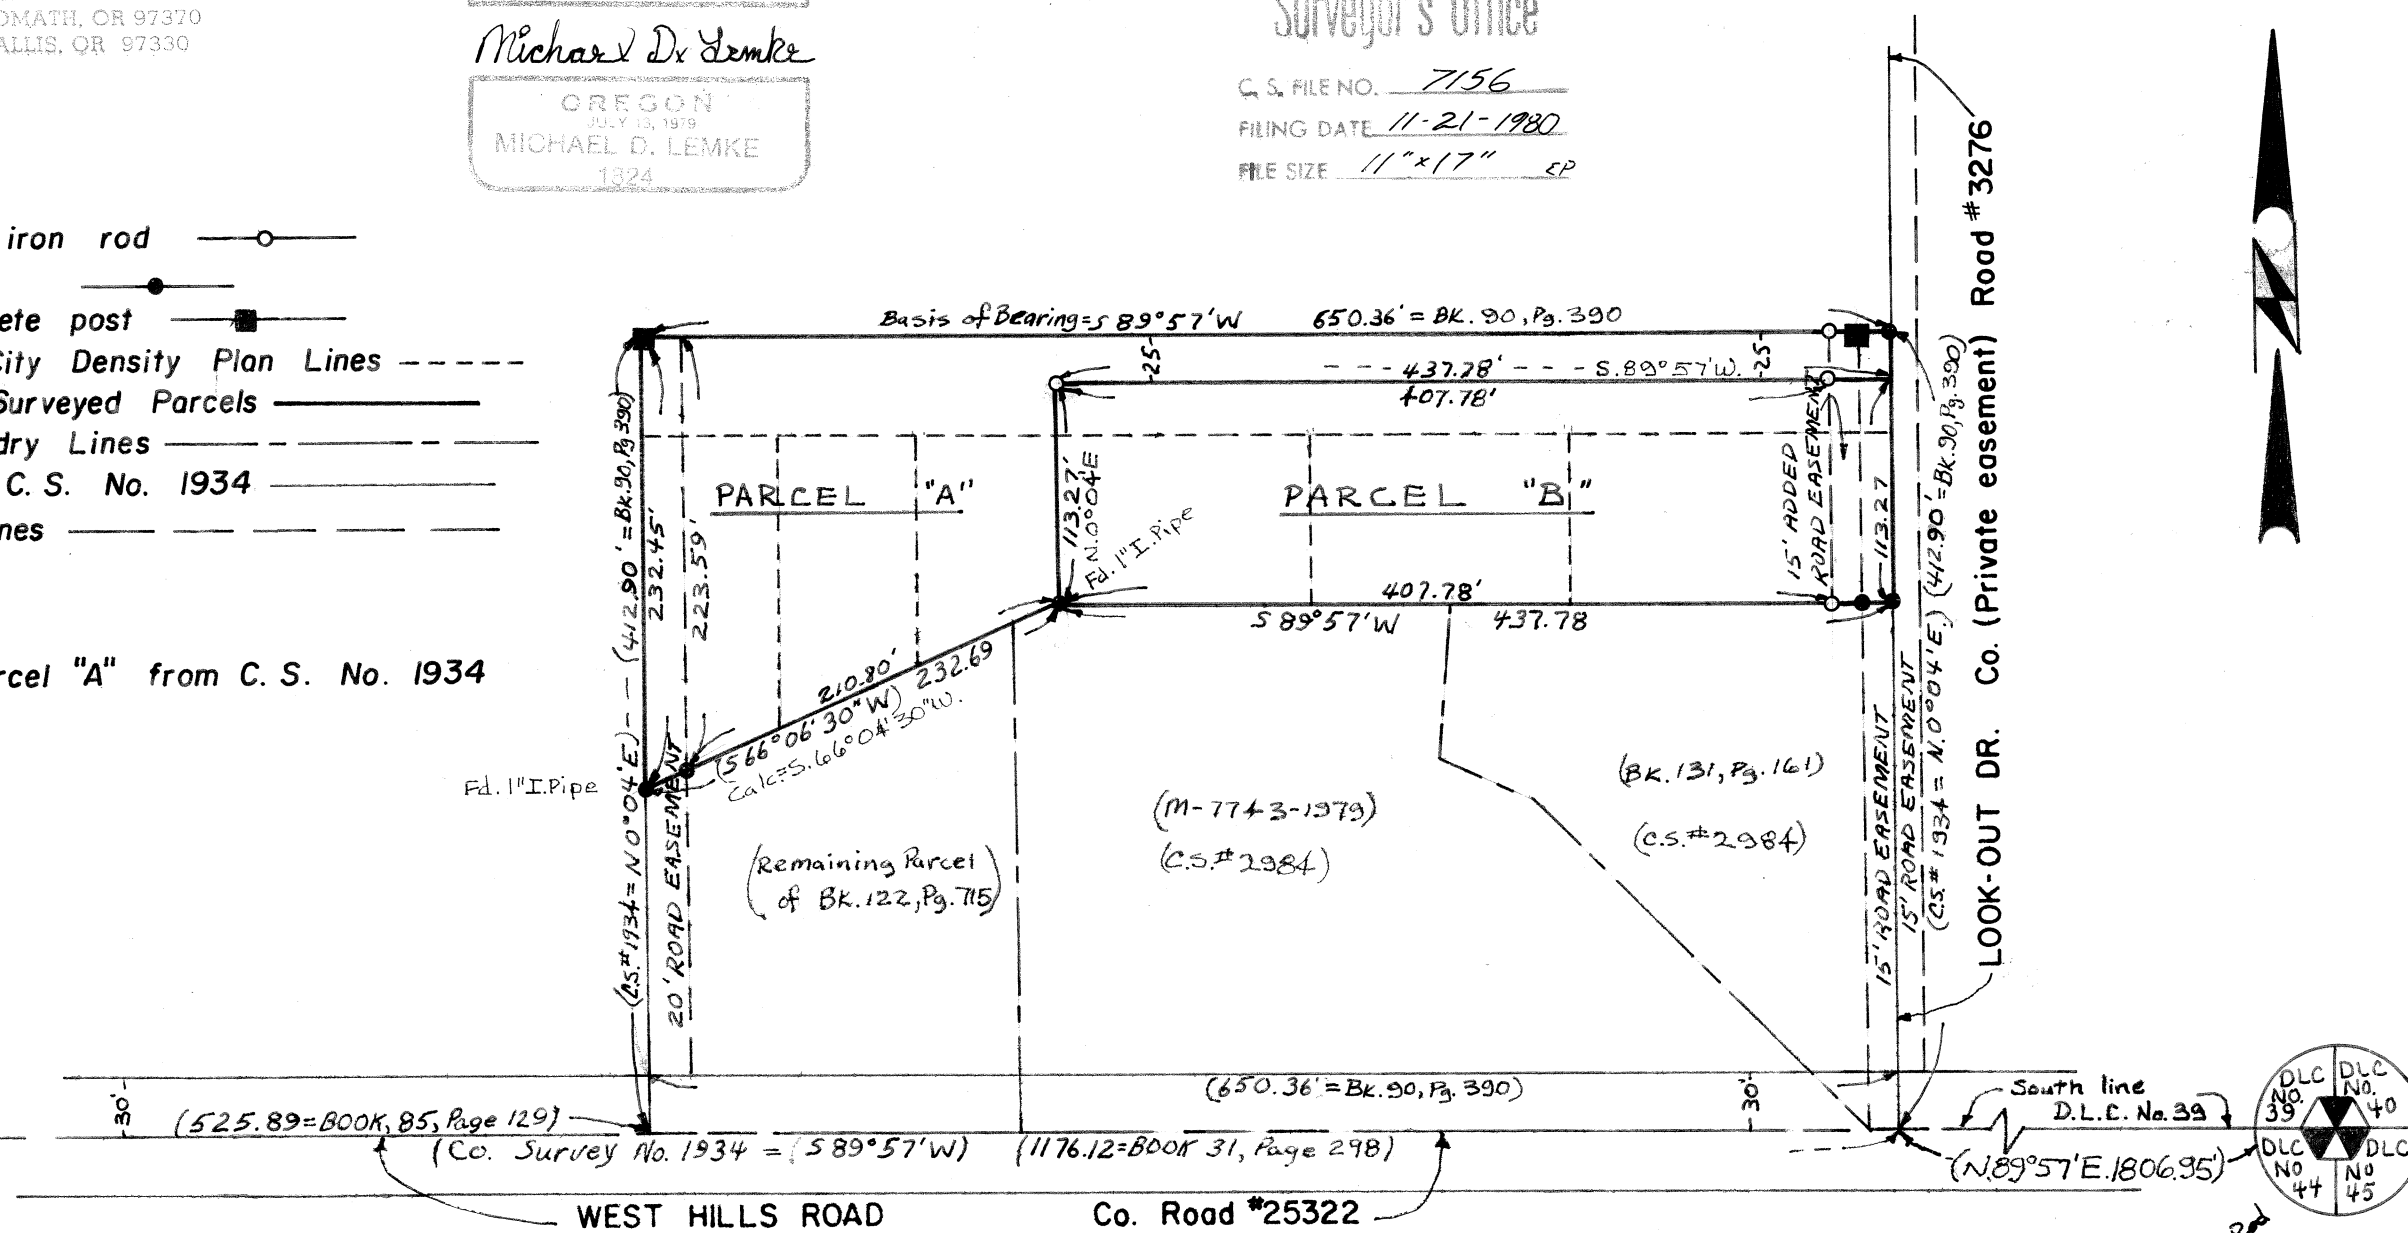 OMATH, OR 97370
ALLIS, OR 97330
Michael D. Lemke
OREGON
JULY 13, 1979
MICHAEL D. LEMKE
1824
Surveyor's Office
C. S. FILE NO. 7156
FILING DATE 11-21-1980
FILE SIZE 11"x17" EP
iron rod
ete post
City Density Plan Lines
Surveyed Parcels
dry Lines
C. S. No. 1934
nes
rcel "A" from C. S. No. 1934
Basis of Bearing = S 89°57'W 650.36' = BK. 90, Pg. 390
25
25
437.78' S. 89°57'W.
407.78'
PARCEL "A"
PARCEL "B"
113.27'
N.0°04'E
Fd. 1" I. Pipe
15' ADDED
ROAD EASEMENT
113.27
(C.S.# 1934 = N 0°04'E) (412.90' = BK.90, Pg 390)
232.45'
223.59'
407.78'
S 89°57'W 437.78
210.80'
(S 66°06'30"W) 232.69
Calc = S.66°04'30"W.
Fd. 1" I. Pipe
20' ROAD EASEMENT
(Remaining Parcel
of BK. 122, Pg. 715)
(M-7743-1979)
(C.S.# 2984)
(BK. 131, Pg. 161)
(C.S.# 2984)
15' ROAD EASEMENT
15' ROAD EASEMENT
(C.S.# 1934 = N.0°04'E.) (412.90' = BK.90, Pg. 390)
LOOK-OUT DR. Co. (Private easement) Road #3276
30'
(525.89=BOOK, 85, Page 129)
(650.36' = BK. 90, Pg. 390)
30'
(Co. Survey No. 1934 = (S 89°57'W) (1176.12=BOOK 31, Page 298)
South line
D.L.C. No. 39
(N.89°57'E. 1806.95')
DLC NO. 39
DLC NO. 40
DLC NO 44
DLC NO 45
WEST HILLS ROAD Co. Road #25322